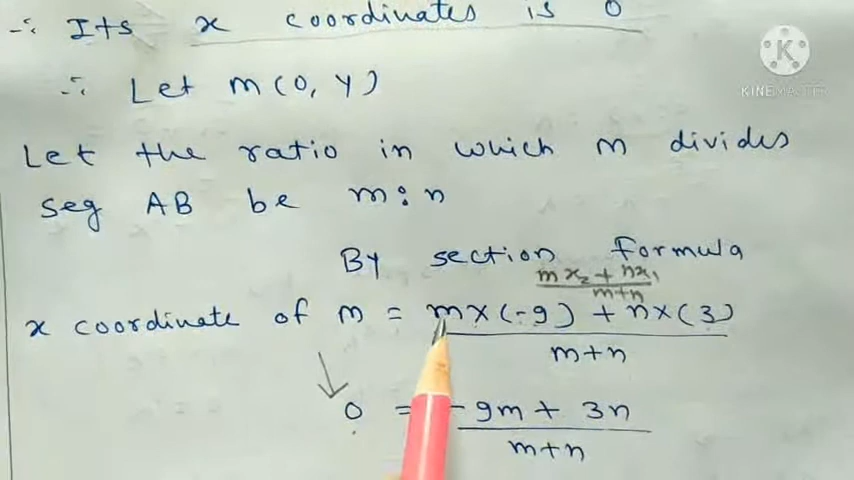 ∴ Its x coordinates is 0
∴ Let m(0, y)
Let the ratio in which m divides
seg AB be m:n
By section formula
mx₂ + nx₁
m+n
x coordinate of m = m×(-9) + n×(3)
m+n
0 = -9m + 3n
m+n
K
KINEMASTER